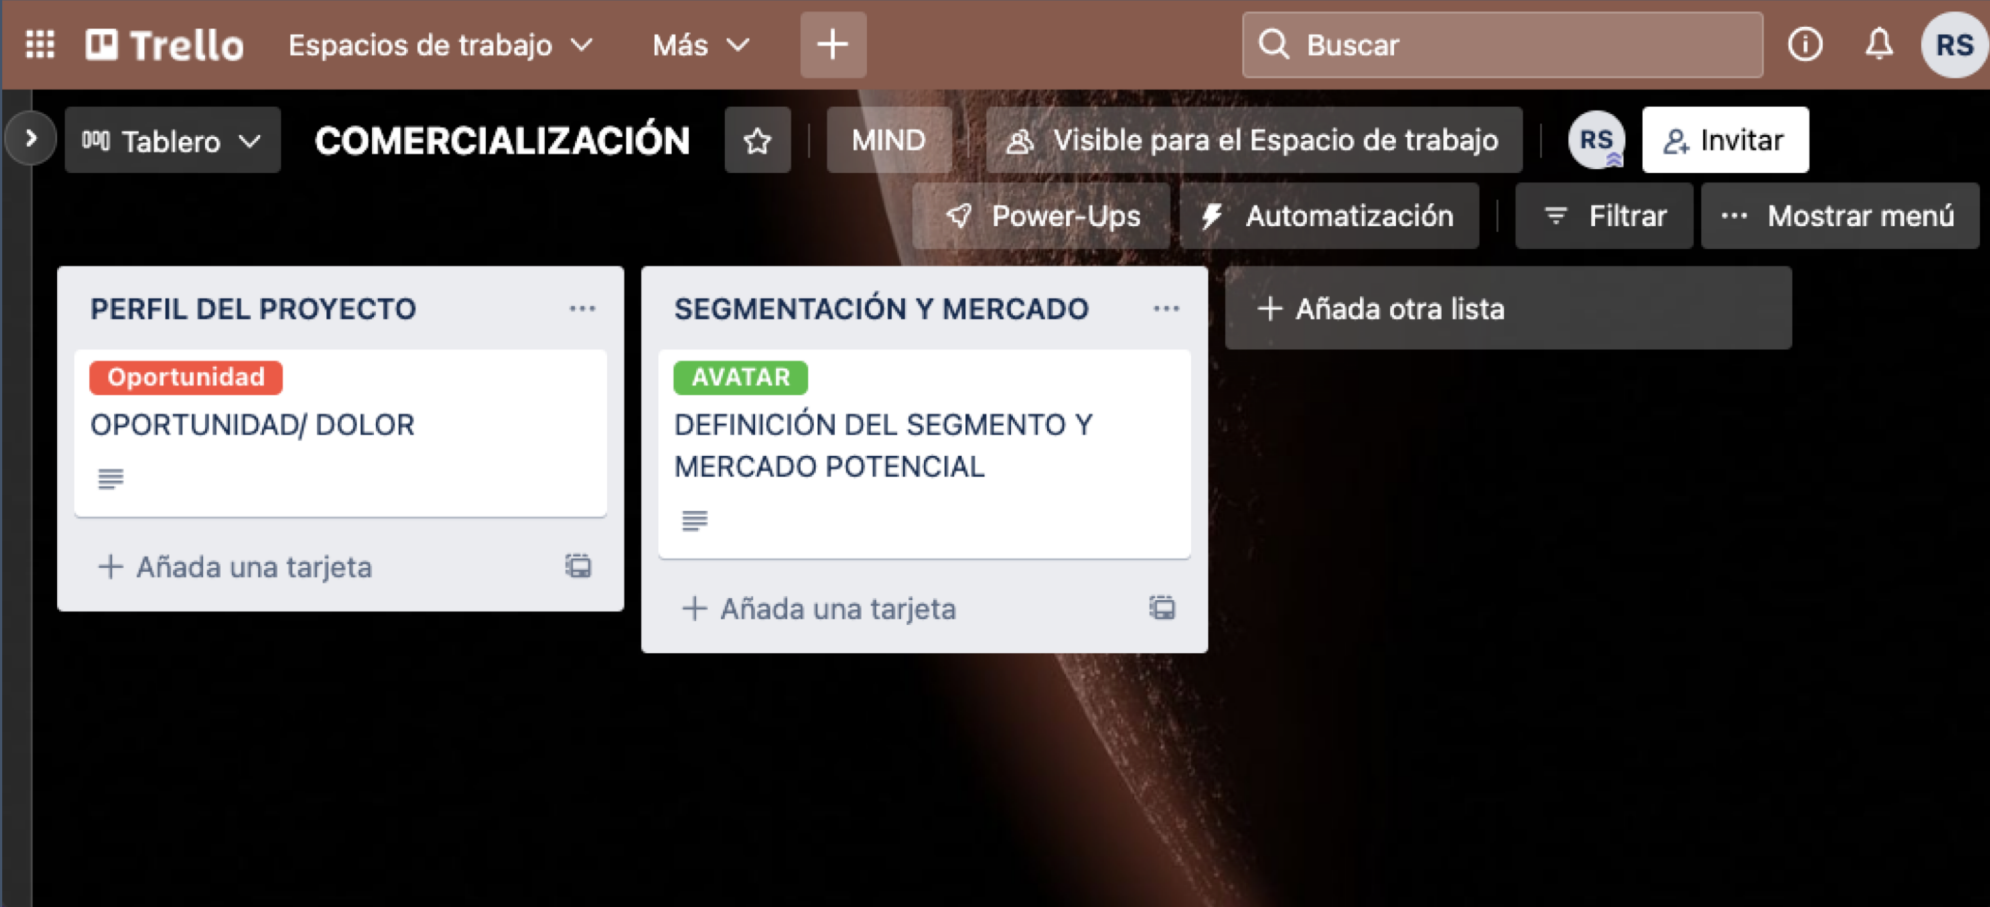 Trello Espacios de trabajo Más Buscar RS
Tablero COMERCIALIZACIÓN MIND Visible para el Espacio de trabajo RS Invitar
Power-Ups Automatización Filtrar Mostrar menú
PERFIL DEL PROYECTO
Oportunidad
OPORTUNIDAD/ DOLOR
+ Añada una tarjeta
SEGMENTACIÓN Y MERCADO
AVATAR
DEFINICIÓN DEL SEGMENTO Y
MERCADO POTENCIAL
+ Añada una tarjeta
+ Añada otra lista